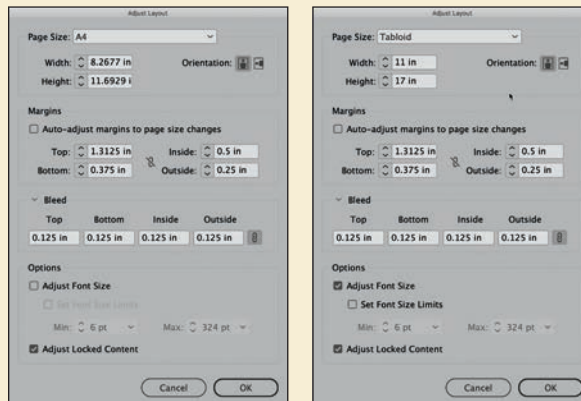 Adjust Layout
Page Size: A4
Width: 8.2677 in
Orientation:
Height: 11.6929 i
Margins
Auto-adjust margins to page size changes
Top: 1.3125 in Inside: 0.5 in
Bottom: 0.375 in Outside: 0.25 in
Bleed
Top Bottom Inside Outside
0.125 in 0.125 in 0.125 in 0.125 in
Options
Adjust Font Size
Set Font Size Limits
Min: 6 pt Max: 324 pt
Adjust Locked Content
Cancel OK
Adjust Layout
Page Size: Tabloid
Width: 11 in
Orientation:
Height: 17 in
Margins
Auto-adjust margins to page size changes
Top: 1.3125 in Inside: 0.5 in
Bottom: 0.375 in Outside: 0.25 in
Bleed
Top Bottom Inside Outside
0.125 in 0.125 in 0.125 in 0.125 in
Options
Adjust Font Size
Set Font Size Limits
Min: 6 pt Max: 324 pt
Adjust Locked Content
Cancel OK